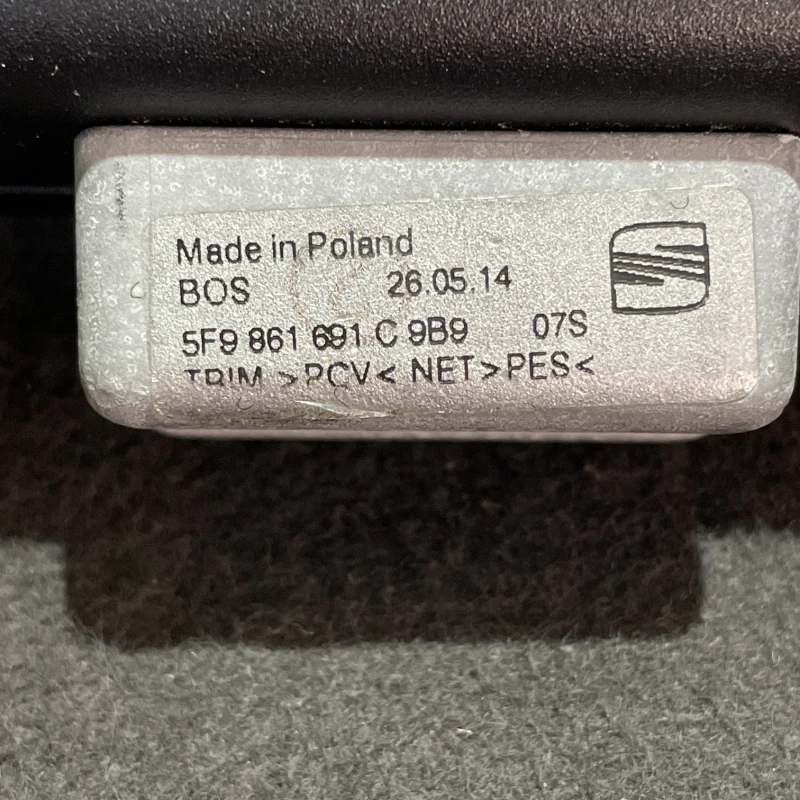 Made in Poland
BOS 26.05.14
5F9 861 691 C 9B9 07S
TRIM >PCV< NET>PES<